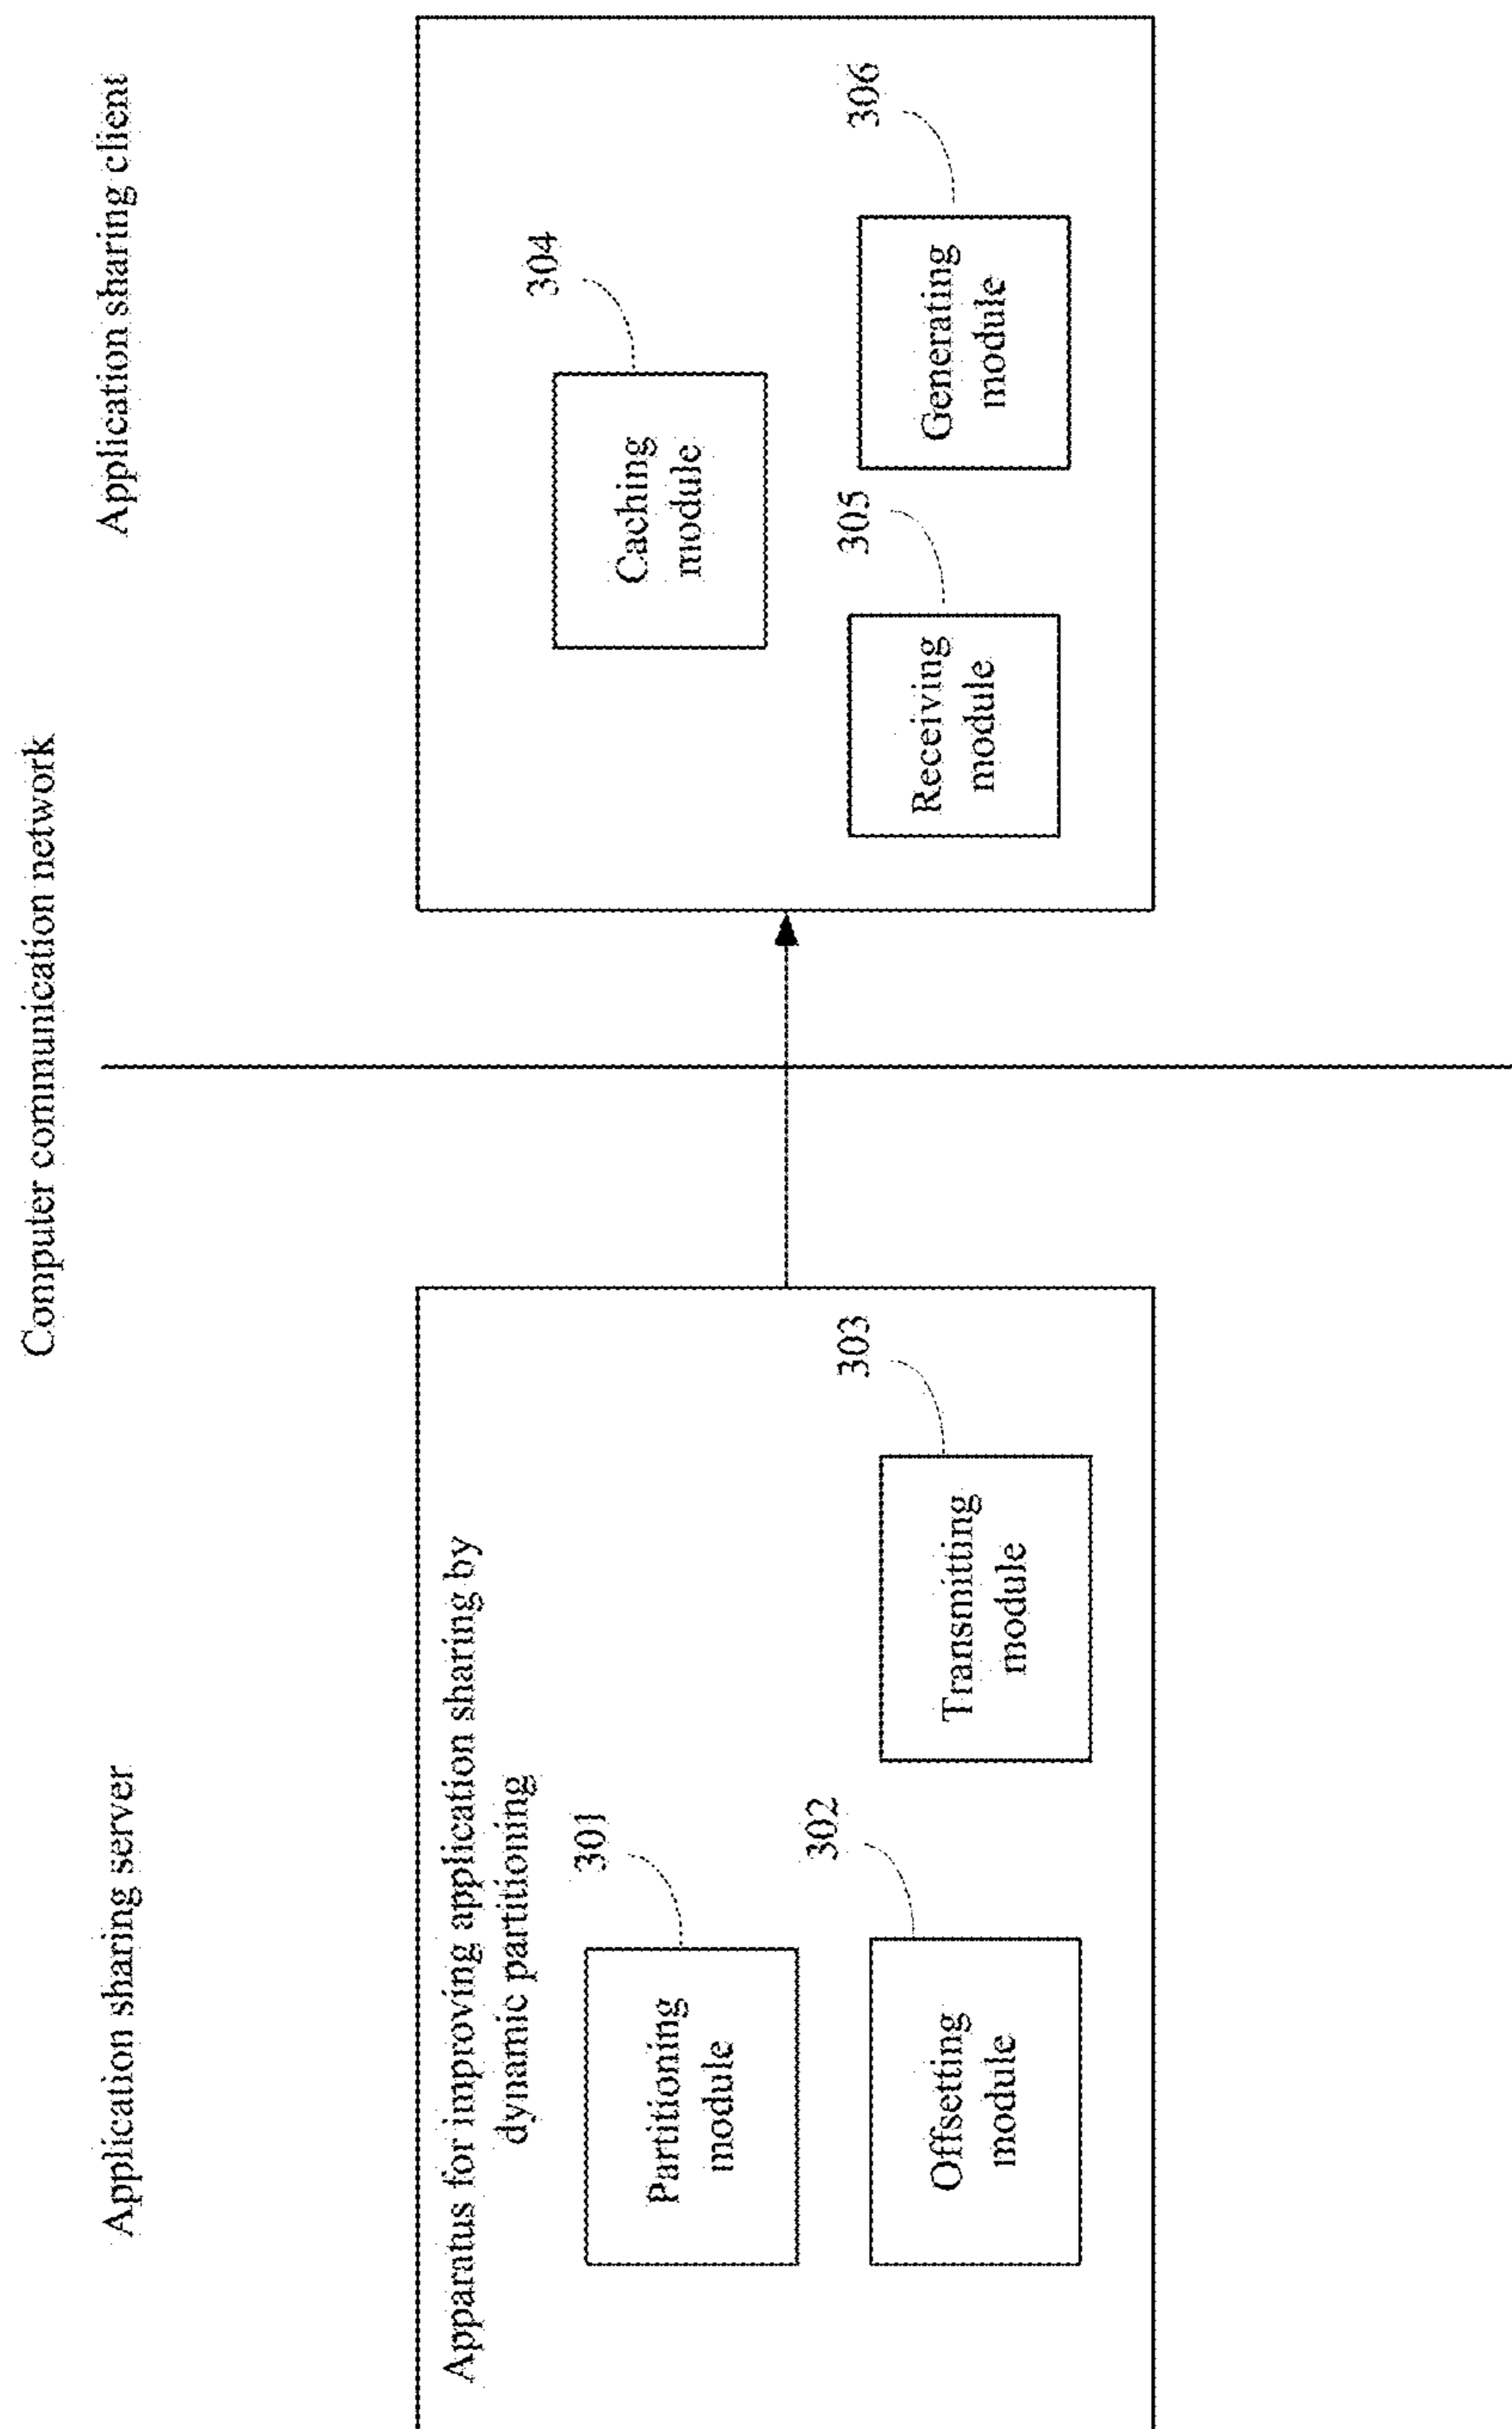 Computer communication network
Application sharing server
Application sharing client
Apparatus for improving application sharing by
dynamic partitioning
301
Partitioning
module
302
Offsetting
module
303
Transmitting
module
304
Caching
module
305
Receiving
module
306
Generating
module